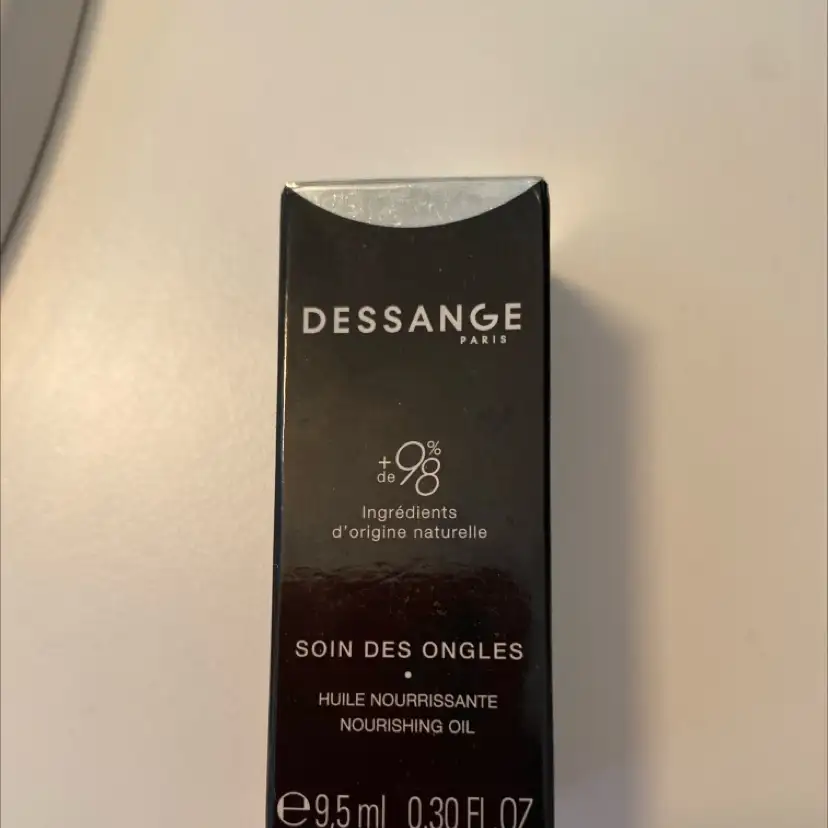 DESSANGE
PARIS
+ de 98%
Ingrédients
d'origine naturelle
SOIN DES ONGLES
•
HUILE NOURRISSANTE
NOURISHING OIL
℮ 9,5 ml 0.30 FL OZ